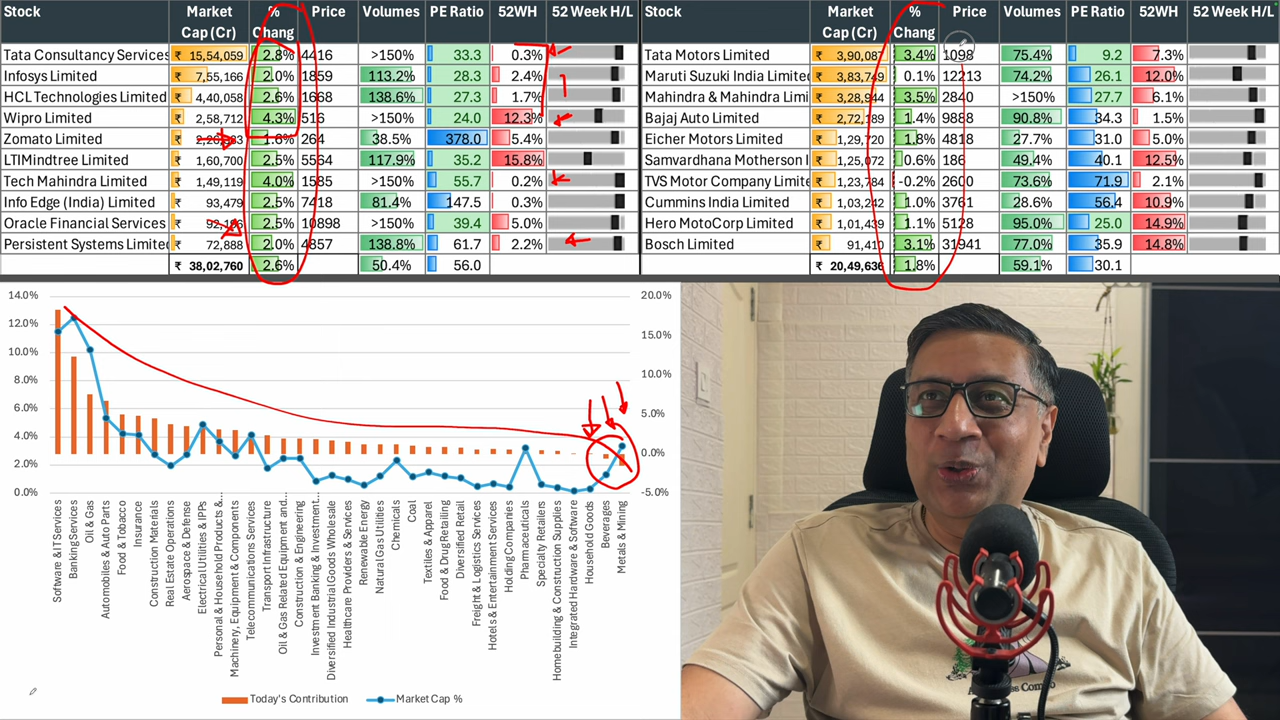 Stock Market Cap (Cr) % Chang Price Volumes PE Ratio 52WH 52 Week H/L
Tata Consultancy Services ₹ 15,54,059 2.8% 4416 >150% 33.3 0.3%
Infosys Limited ₹ 7,55,166 2.0% 1859 113.2% 28.3 2.4%
HCL Technologies Limited ₹ 4,40,058 2.6% 1668 138.6% 27.3 1.7%
Wipro Limited ₹ 2,58,712 4.3% 516 >150% 24.0 12.3%
Zomato Limited ₹ 264 38.5% 378.0 5.4%
LTIMindtree Limited ₹ 1,60,700 2.5% 5564 117.9% 35.2 15.8%
Tech Mahindra Limited ₹ 1,49,119 4.0% 1585 >150% 55.7 0.2%
Info Edge (India) Limited ₹ 93,479 2.5% 7418 81.4% 147.5 0.3%
Oracle Financial Services ₹ 2.5% 10898 >150% 39.4 5.0%
Persistent Systems Limited ₹ 72,888 2.0% 4857 138.8% 61.7 2.2%
₹ 38,02,760 2.6% 50.4% 56.0
Stock Market Cap (Cr) % Chang Price Volumes PE Ratio 52WH 52 Week H/L
Tata Motors Limited ₹ 3,90,087 3.4% 1098 75.4% 9.2 7.3%
Maruti Suzuki India Limite ₹ 3,83,749 0.1% 12213 74.2% 26.1 12.0%
Mahindra & Mahindra Limi ₹ 3,28,944 3.5% 2840 >150% 27.7 6.1%
Bajaj Auto Limited ₹ 2,72,189 1.4% 9888 90.8% 34.3 1.5%
Eicher Motors Limited ₹ 1,29,720 1.8% 4818 27.7% 31.0 5.0%
Samvardhana Motherson I ₹ 1,25,072 0.6% 186 49.4% 40.1 12.5%
TVS Motor Company Limite ₹ 1,23,784 -0.2% 2600 73.6% 71.9 2.1%
Cummins India Limited ₹ 1,03,242 1.0% 3761 28.6% 56.4 10.9%
Hero MotoCorp Limited ₹ 1,01,439 1.1% 5128 95.0% 25.0 14.9%
Bosch Limited ₹ 91,410 3.1% 31941 77.0% 35.9 14.8%
₹ 20,49,636 1.8% 59.1% 30.1
14.0%
12.0%
10.0%
8.0%
6.0%
4.0%
2.0%
0.0%
20.0%
15.0%
10.0%
5.0%
0.0%
-5.0%
Software & IT Services
Banking Services
Oil & Gas
Automobiles & Auto Parts
Food & Tobacco
Insurance
Construction Materials
Real Estate Operations
Aerospace & Defense
Electrical Utilities & IPPs
Personal & Household Products &...
Machinery, Equipment & Components
Telecommunications Services
Transport Infrastructure
Oil & Gas Related Equipment and...
Construction & Engineering
Investment Banking & Investment...
Diversified Industrial Goods Wholesale
Healthcare Providers & Services
Renewable Energy
Natural Gas Utilities
Chemicals
Coal
Textiles & Apparel
Food & Drug Retailing
Diversified Retail
Freight & Logistics Services
Hotels & Entertainment Services
Holding Companies
Pharmaceuticals
Specialty Retailers
Homebuilding & Construction Supplies
Integrated Hardware & Software
Household Goods
Beverages
Metals & Mining
Today's Contribution Market Cap %